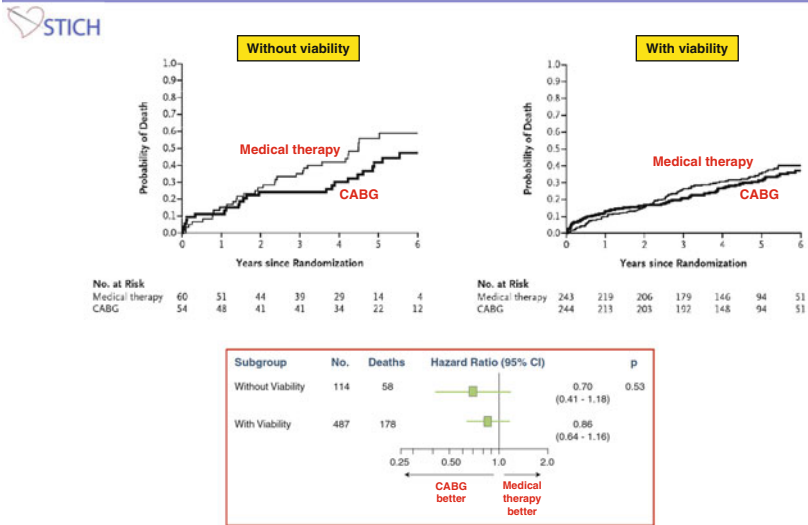 STICH
Without viability
With viability
Probability of Death
1.0
0.9
0.8
0.7
0.6
0.5
0.4
0.3
0.2
0.1
0.0
Medical therapy
CABG
0 1 2 3 4 5 6
Years since Randomization
No. at Risk
Medical therapy 60 51 44 39 29 14 4
CABG 54 48 41 41 34 22 12
Probability of Death
1.0
0.9
0.8
0.7
0.6
0.5
0.4
0.3
0.2
0.1
0.0
Medical therapy
CABG
0 1 2 3 4 5 6
Years since Randomization
No. at Risk
Medical therapy 243 219 206 179 146 94 51
CABG 244 213 203 192 148 94 51
Subgroup No. Deaths Hazard Ratio (95% CI) p
Without Viability 114 58 0.70 0.53
(0.41 - 1.18)
With Viability 487 178 0.86
(0.64 - 1.16)
0.25 0.50 1.0 2.0
CABG better
Medical therapy better